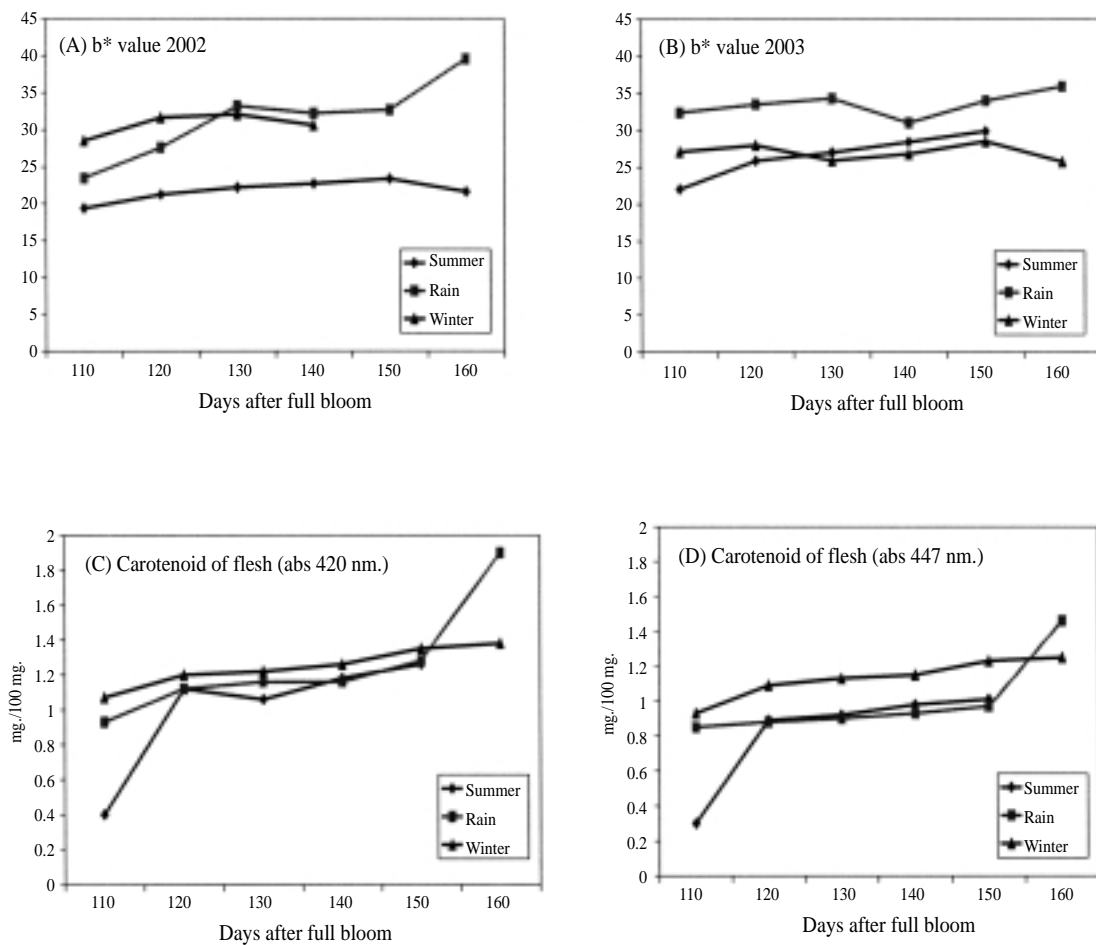 (A) b* value 2002
45
40
35
30
25
20
15
10
5
0
110 120 130 140 150 160
Days after full bloom
Summer
Rain
Winter
(B) b* value 2003
45
40
35
30
25
20
15
10
5
0
110 120 130 140 150 160
Days after full bloom
Summer
Rain
Winter
(C) Carotenoid of flesh (abs 420 nm.)
mg./100 mg.
2
1.8
1.6
1.4
1.2
1
0.8
0.6
0.4
0.2
0
110 120 130 140 150 160
Days after full bloom
Summer
Rain
Winter
(D) Carotenoid of flesh (abs 447 nm.)
mg./100 mg.
2
1.8
1.6
1.4
1.2
1
0.8
0.6
0.4
0.2
0
110 120 130 140 150 160
Days after full bloom
Summer
Rain
Winter